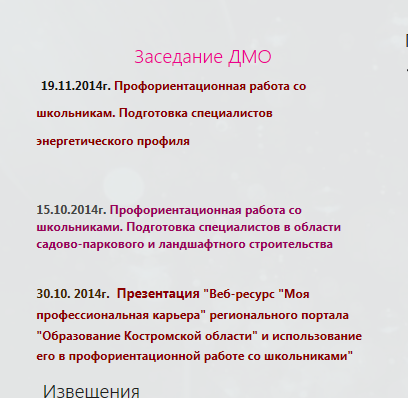 Заседание ДМО
19.11.2014г. Профориентационная работа со
школьникам. Подготовка специалистов
энергетического профиля
15.10.2014г. Профориентационная работа со
школьниками. Подготовка специалистов в области
садово-паркового и ландшафтного строительства
30.10. 2014г. Презентация "Веб-ресурс "Моя
профессиональная карьера" регионального портала
"Образование Костромской области" и использование
его в профориентационной работе со школьниками"
Извещения